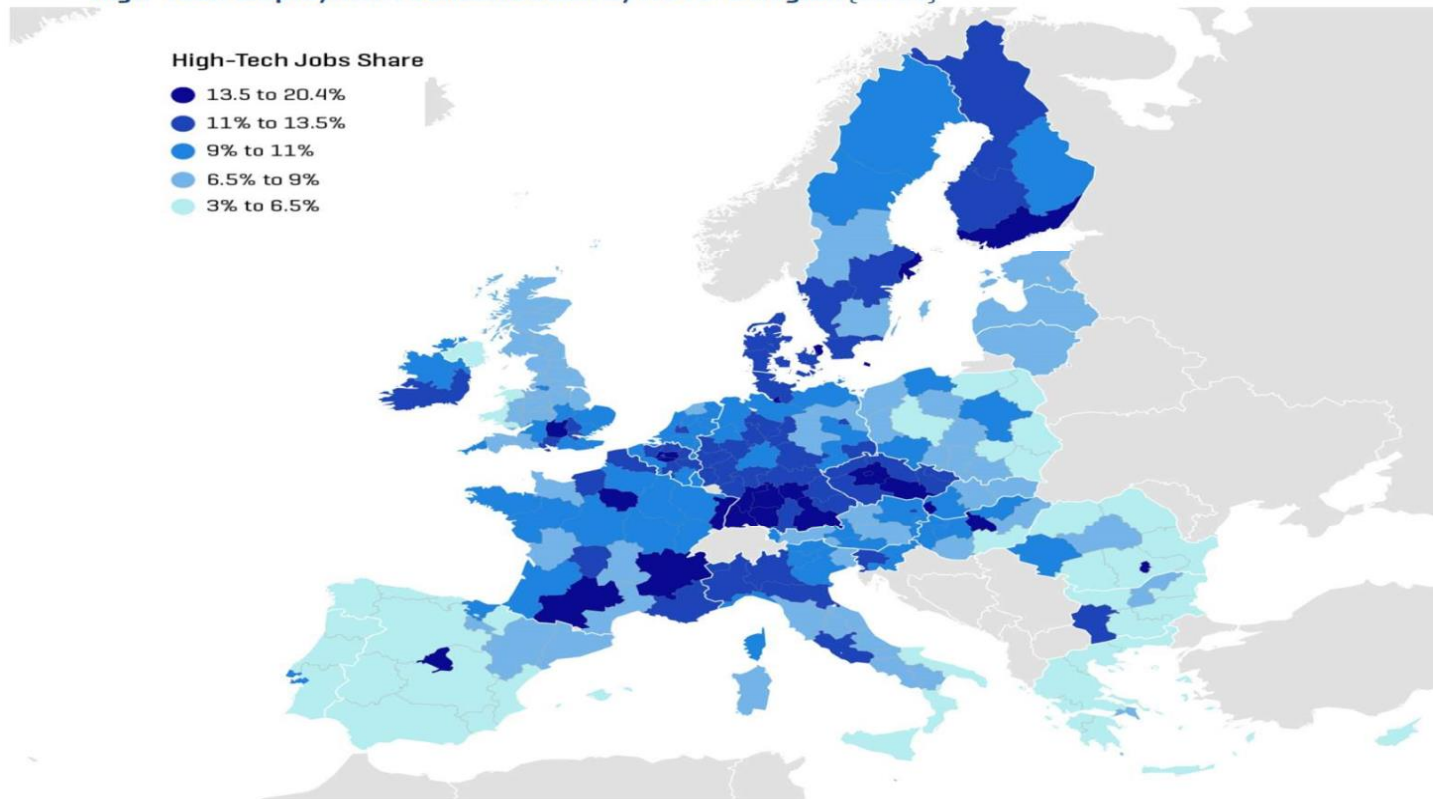 High-Tech Jobs Share
13.5 to 20.4%
11% to 13.5%
9% to 11%
6.5% to 9%
3% to 6.5%